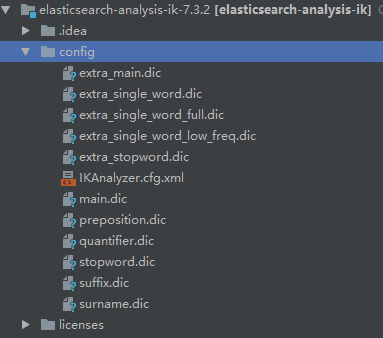 elasticsearch-analysis-ik-7.3.2 [elasticsearch-analysis-ik]
.idea
config
extra_main.dic
extra_single_word.dic
extra_single_word_full.dic
extra_single_word_low_freq.dic
extra_stopword.dic
IKAnalyzer.cfg.xml
main.dic
preposition.dic
quantifier.dic
stopword.dic
suffix.dic
surname.dic
licenses